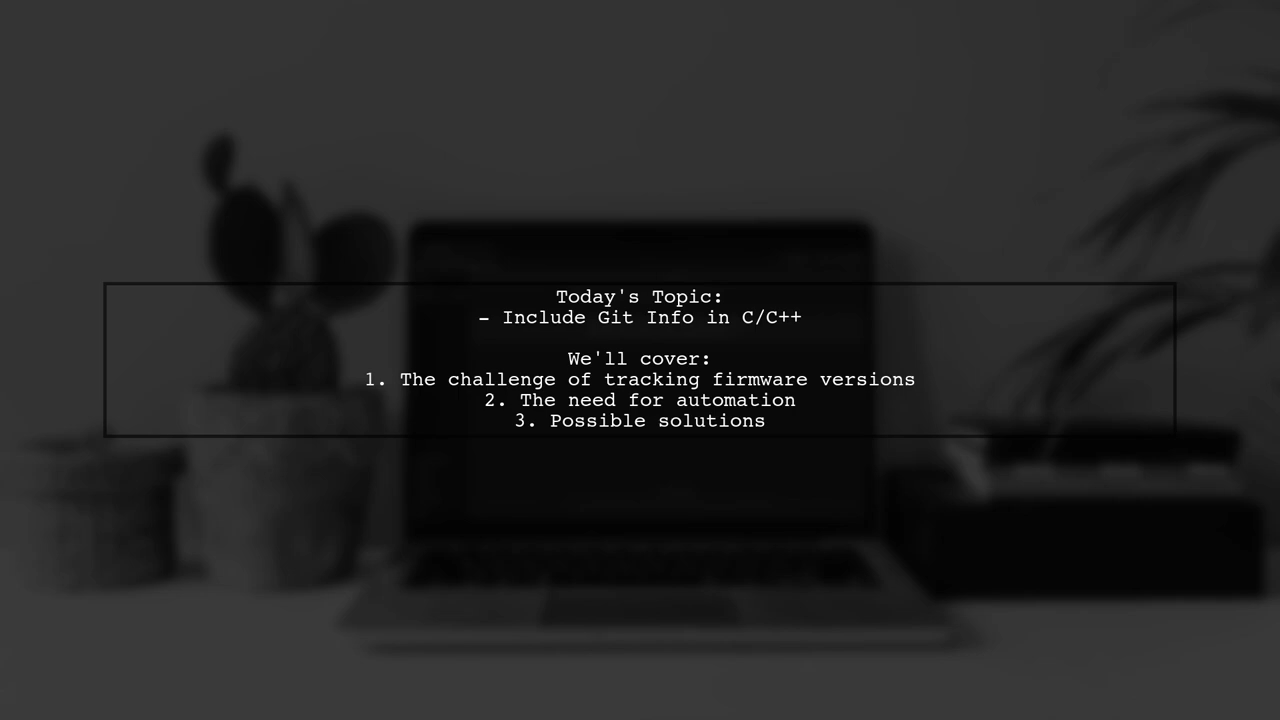 Today's Topic:
– Include Git Info in C/C++
We'll cover:
1. The challenge of tracking firmware versions
2. The need for automation
3. Possible solutions